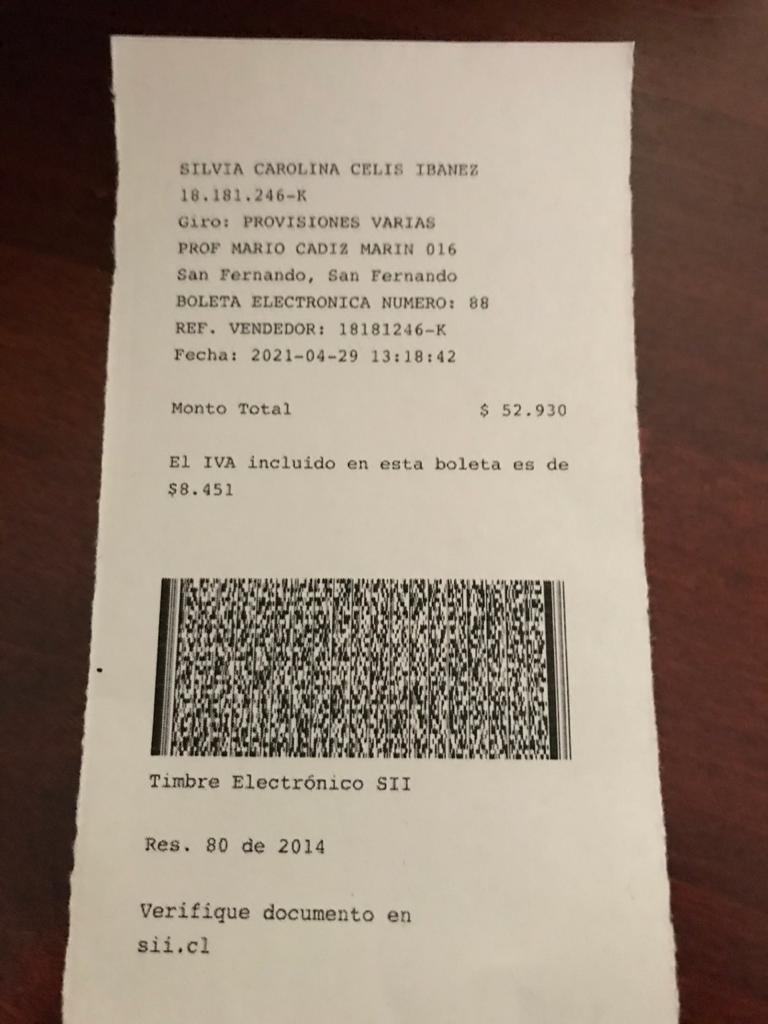 SILVIA CAROLINA CELIS IBANEZ
18.181.246-K
Giro: PROVISIONES VARIAS
PROF MARIO CADIZ MARIN 016
San Fernando, San Fernando
BOLETA ELECTRONICA NUMERO: 88
REF. VENDEDOR: 18181246-K
Fecha: 2021-04-29 13:18:42
Monto Total $ 52.930
El IVA incluido en esta boleta es de
$8.451
Timbre Electrónico SII
Res. 80 de 2014
Verifique documento en
sii.cl